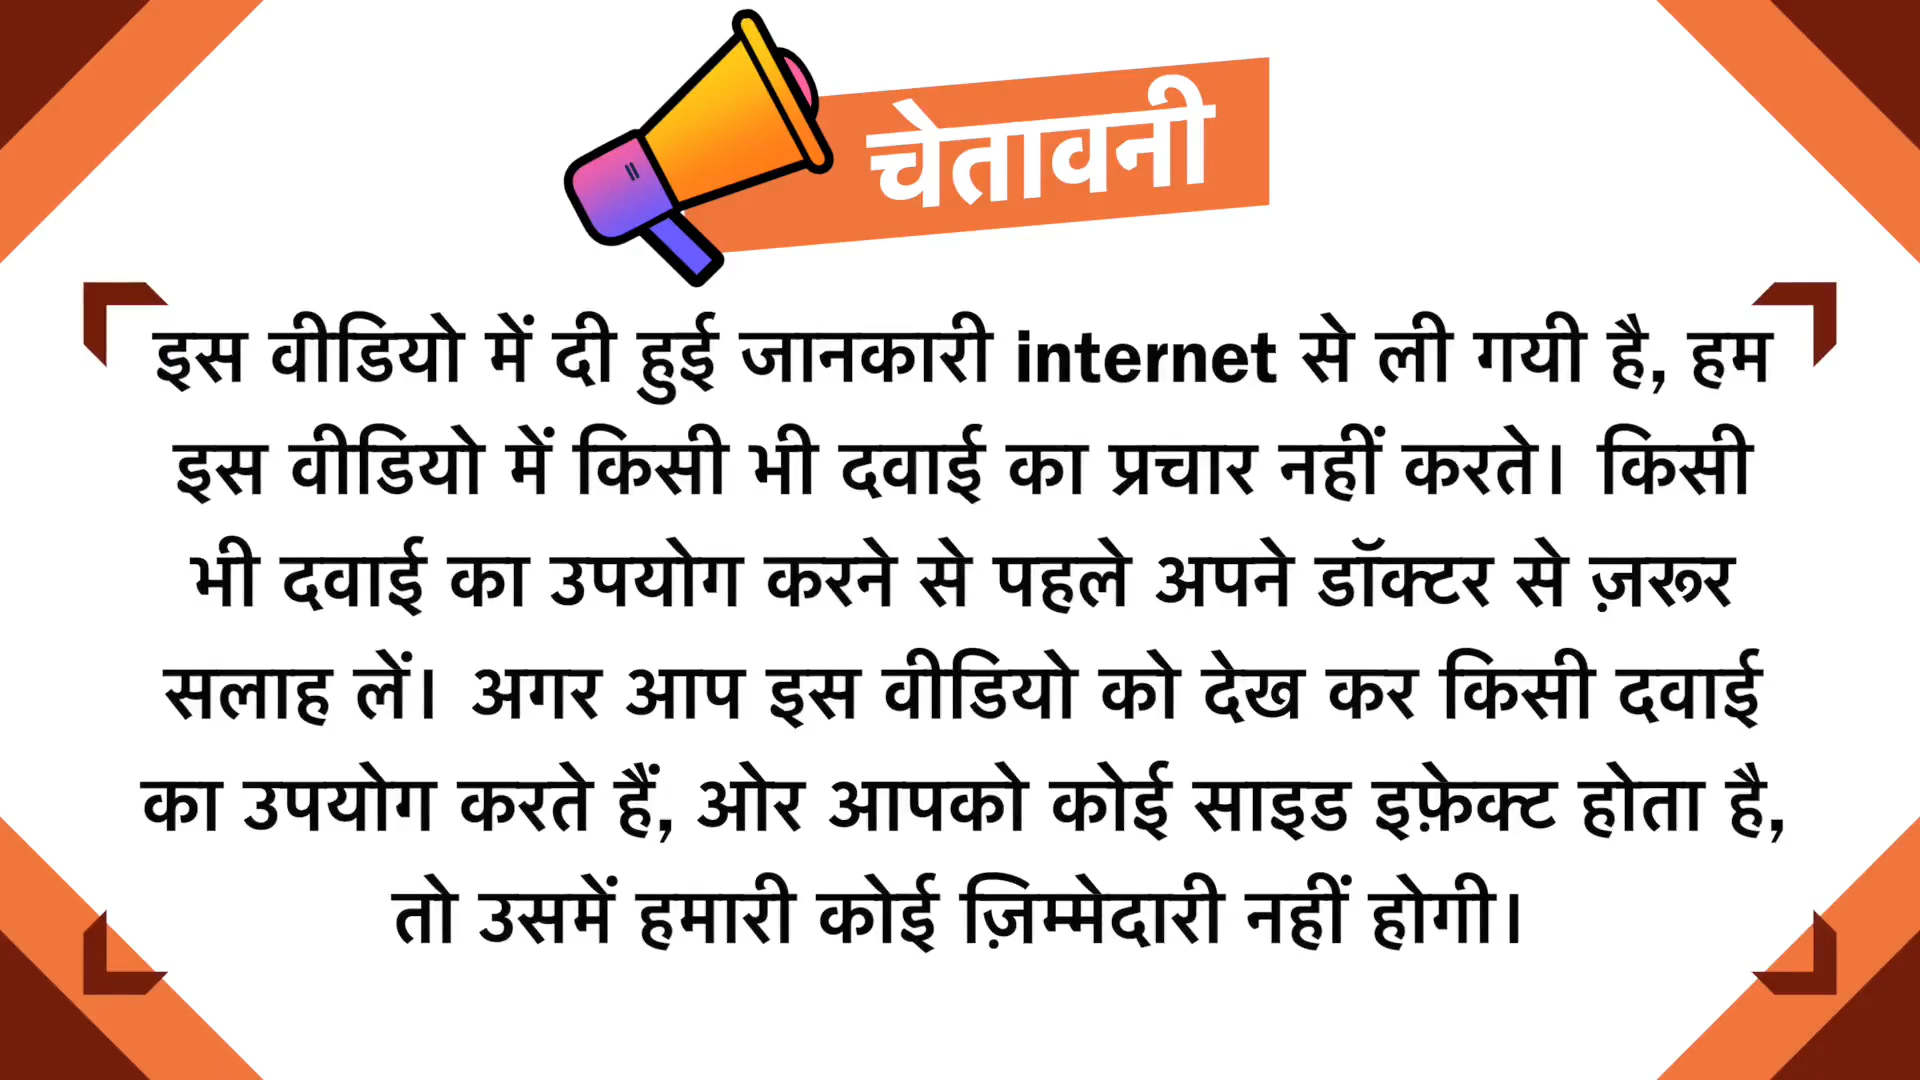 चेतावनी
इस वीडियो में दी हुई जानकारी internet से ली गयी है, हम
इस वीडियो में किसी भी दवाई का प्रचार नहीं करते। किसी
भी दवाई का उपयोग करने से पहले अपने डॉक्टर से ज़रूर
सलाह लें। अगर आप इस वीडियो को देख कर किसी दवाई
का उपयोग करते हैं, ओर आपको कोई साइड इफ़ेक्ट होता है,
तो उसमें हमारी कोई ज़िम्मेदारी नहीं होगी।